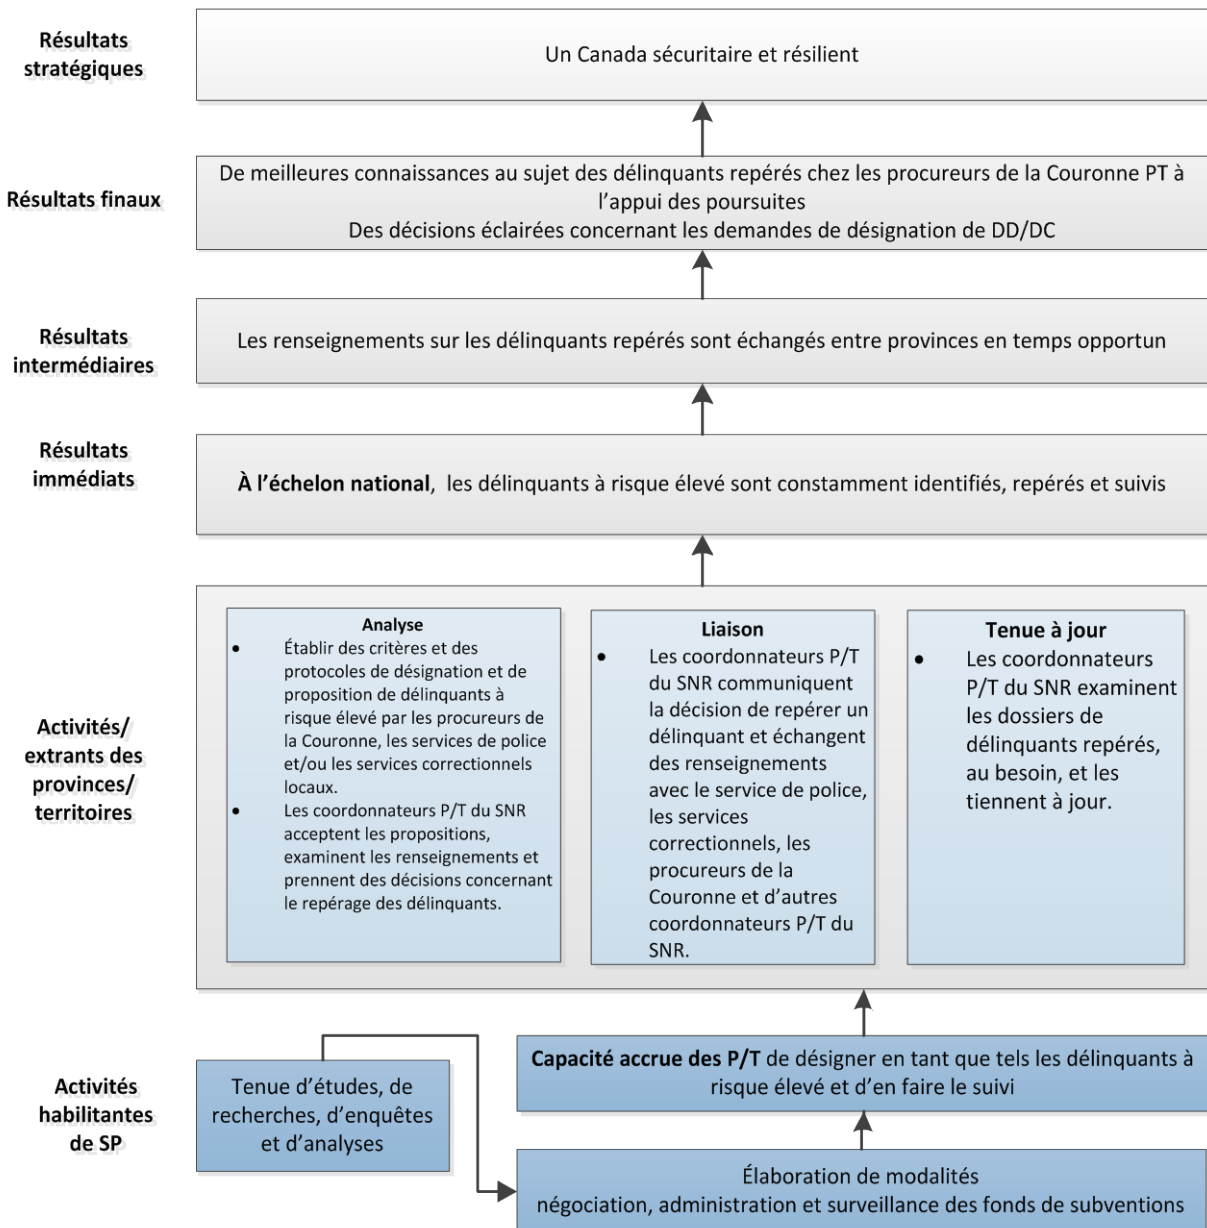 Résultats
stratégiques
Un Canada sécuritaire et résilient
Résultats finaux
De meilleures connaissances au sujet des délinquants repérés chez les procureurs de la Couronne PT à
l’appui des poursuites
Des décisions éclairées concernant les demandes de désignation de DD/DC
Résultats
intermédiaires
Les renseignements sur les délinquants repérés sont échangés entre provinces en temps opportun
Résultats
immédiats
À l’échelon national, les délinquants à risque élevé sont constamment identifiés, repérés et suivis
Activités/
extrants des
provinces/
territoires
Analyse
• Établir des critères et des
protocoles de désignation et de
proposition de délinquants à
risque élevé par les procureurs de
la Couronne, les services de police
et/ou les services correctionnels
locaux.
• Les coordonnateurs P/T du SNR
acceptent les propositions,
examinent les renseignements et
prennent des décisions concernant
le repérage des délinquants.
Liaison
• Les coordonnateurs P/T
du SNR communiquent
la décision de repérer un
délinquant et échangent
des renseignements
avec le service de police,
les services
correctionnels, les
procureurs de la
Couronne et d’autres
coordonnateurs P/T du
SNR.
Tenue à jour
• Les coordonnateurs
P/T du SNR examinent
les dossiers de
délinquants repérés,
au besoin, et les
tiennent à jour.
Activités
habilitantes
de SP
Tenue d’études, de
recherches, d’enquêtes
et d’analyses
Capacité accrue des P/T de désigner en tant que tels les délinquants à
risque élevé et d’en faire le suivi
Élaboration de modalités
négociation, administration et surveillance des fonds de subventions